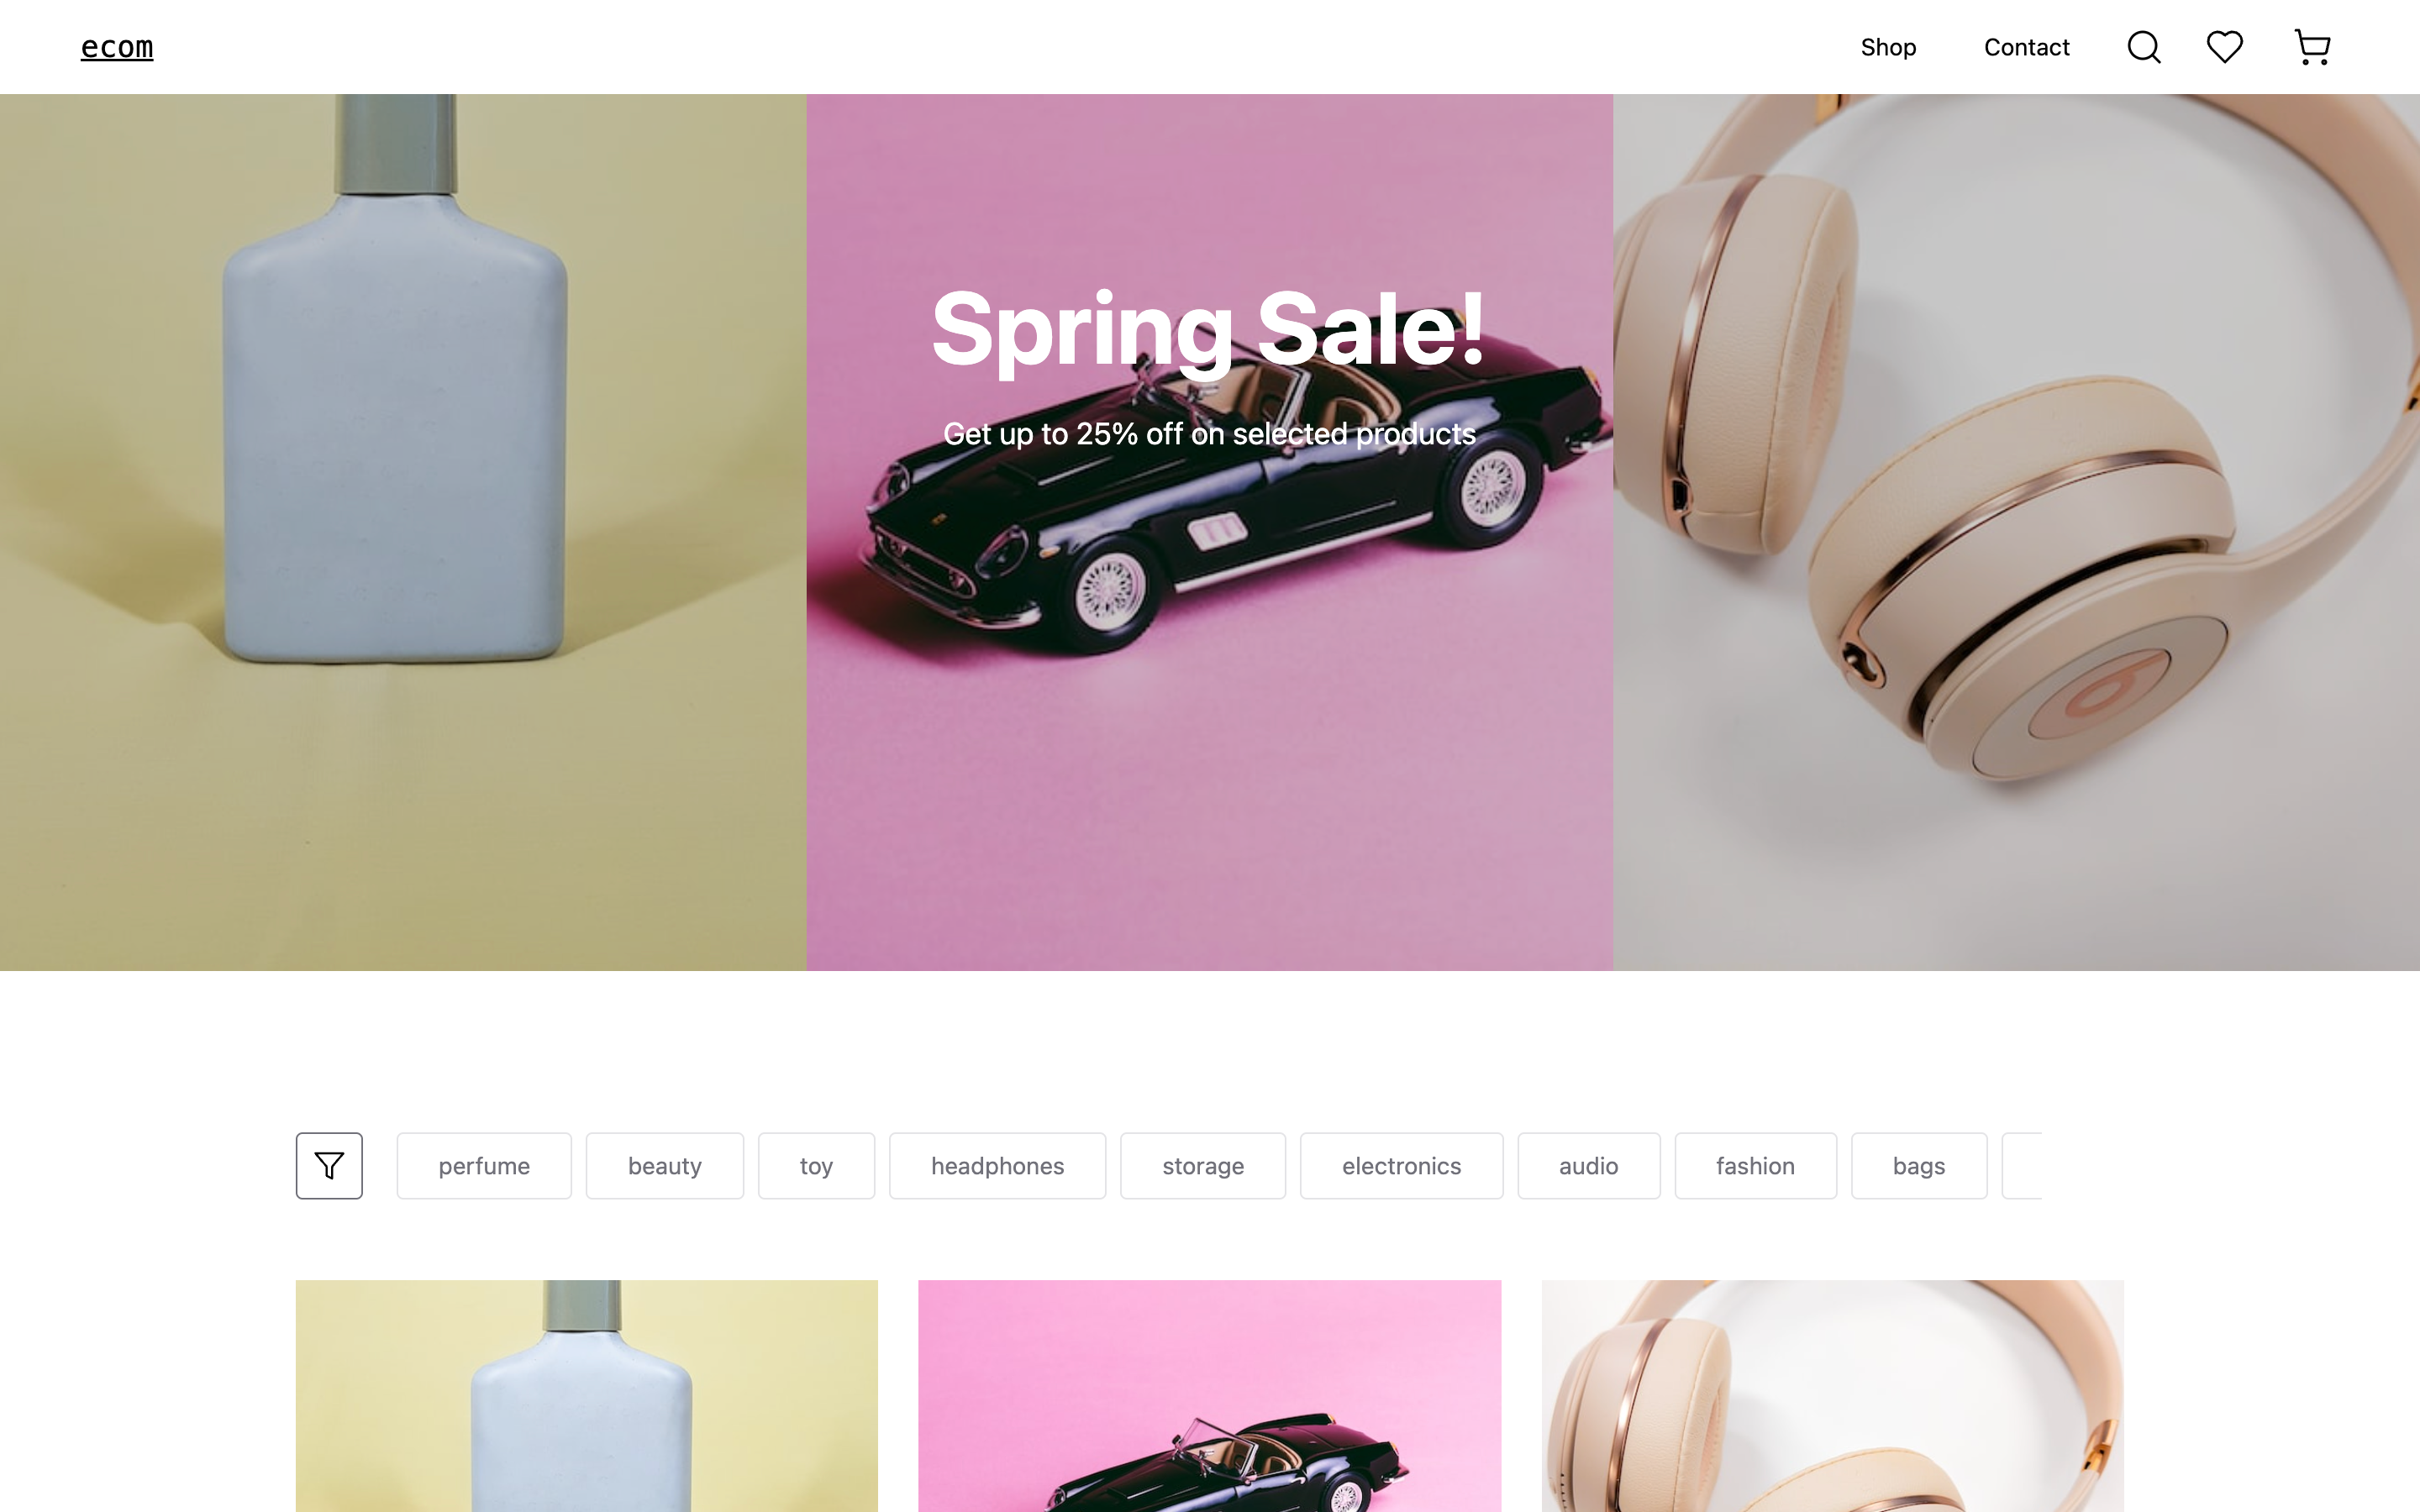 ecom
Shop
Contact
Spring Sale!
Get up to 25% off on selected products
perfume
beauty
toy
headphones
storage
electronics
audio
fashion
bags